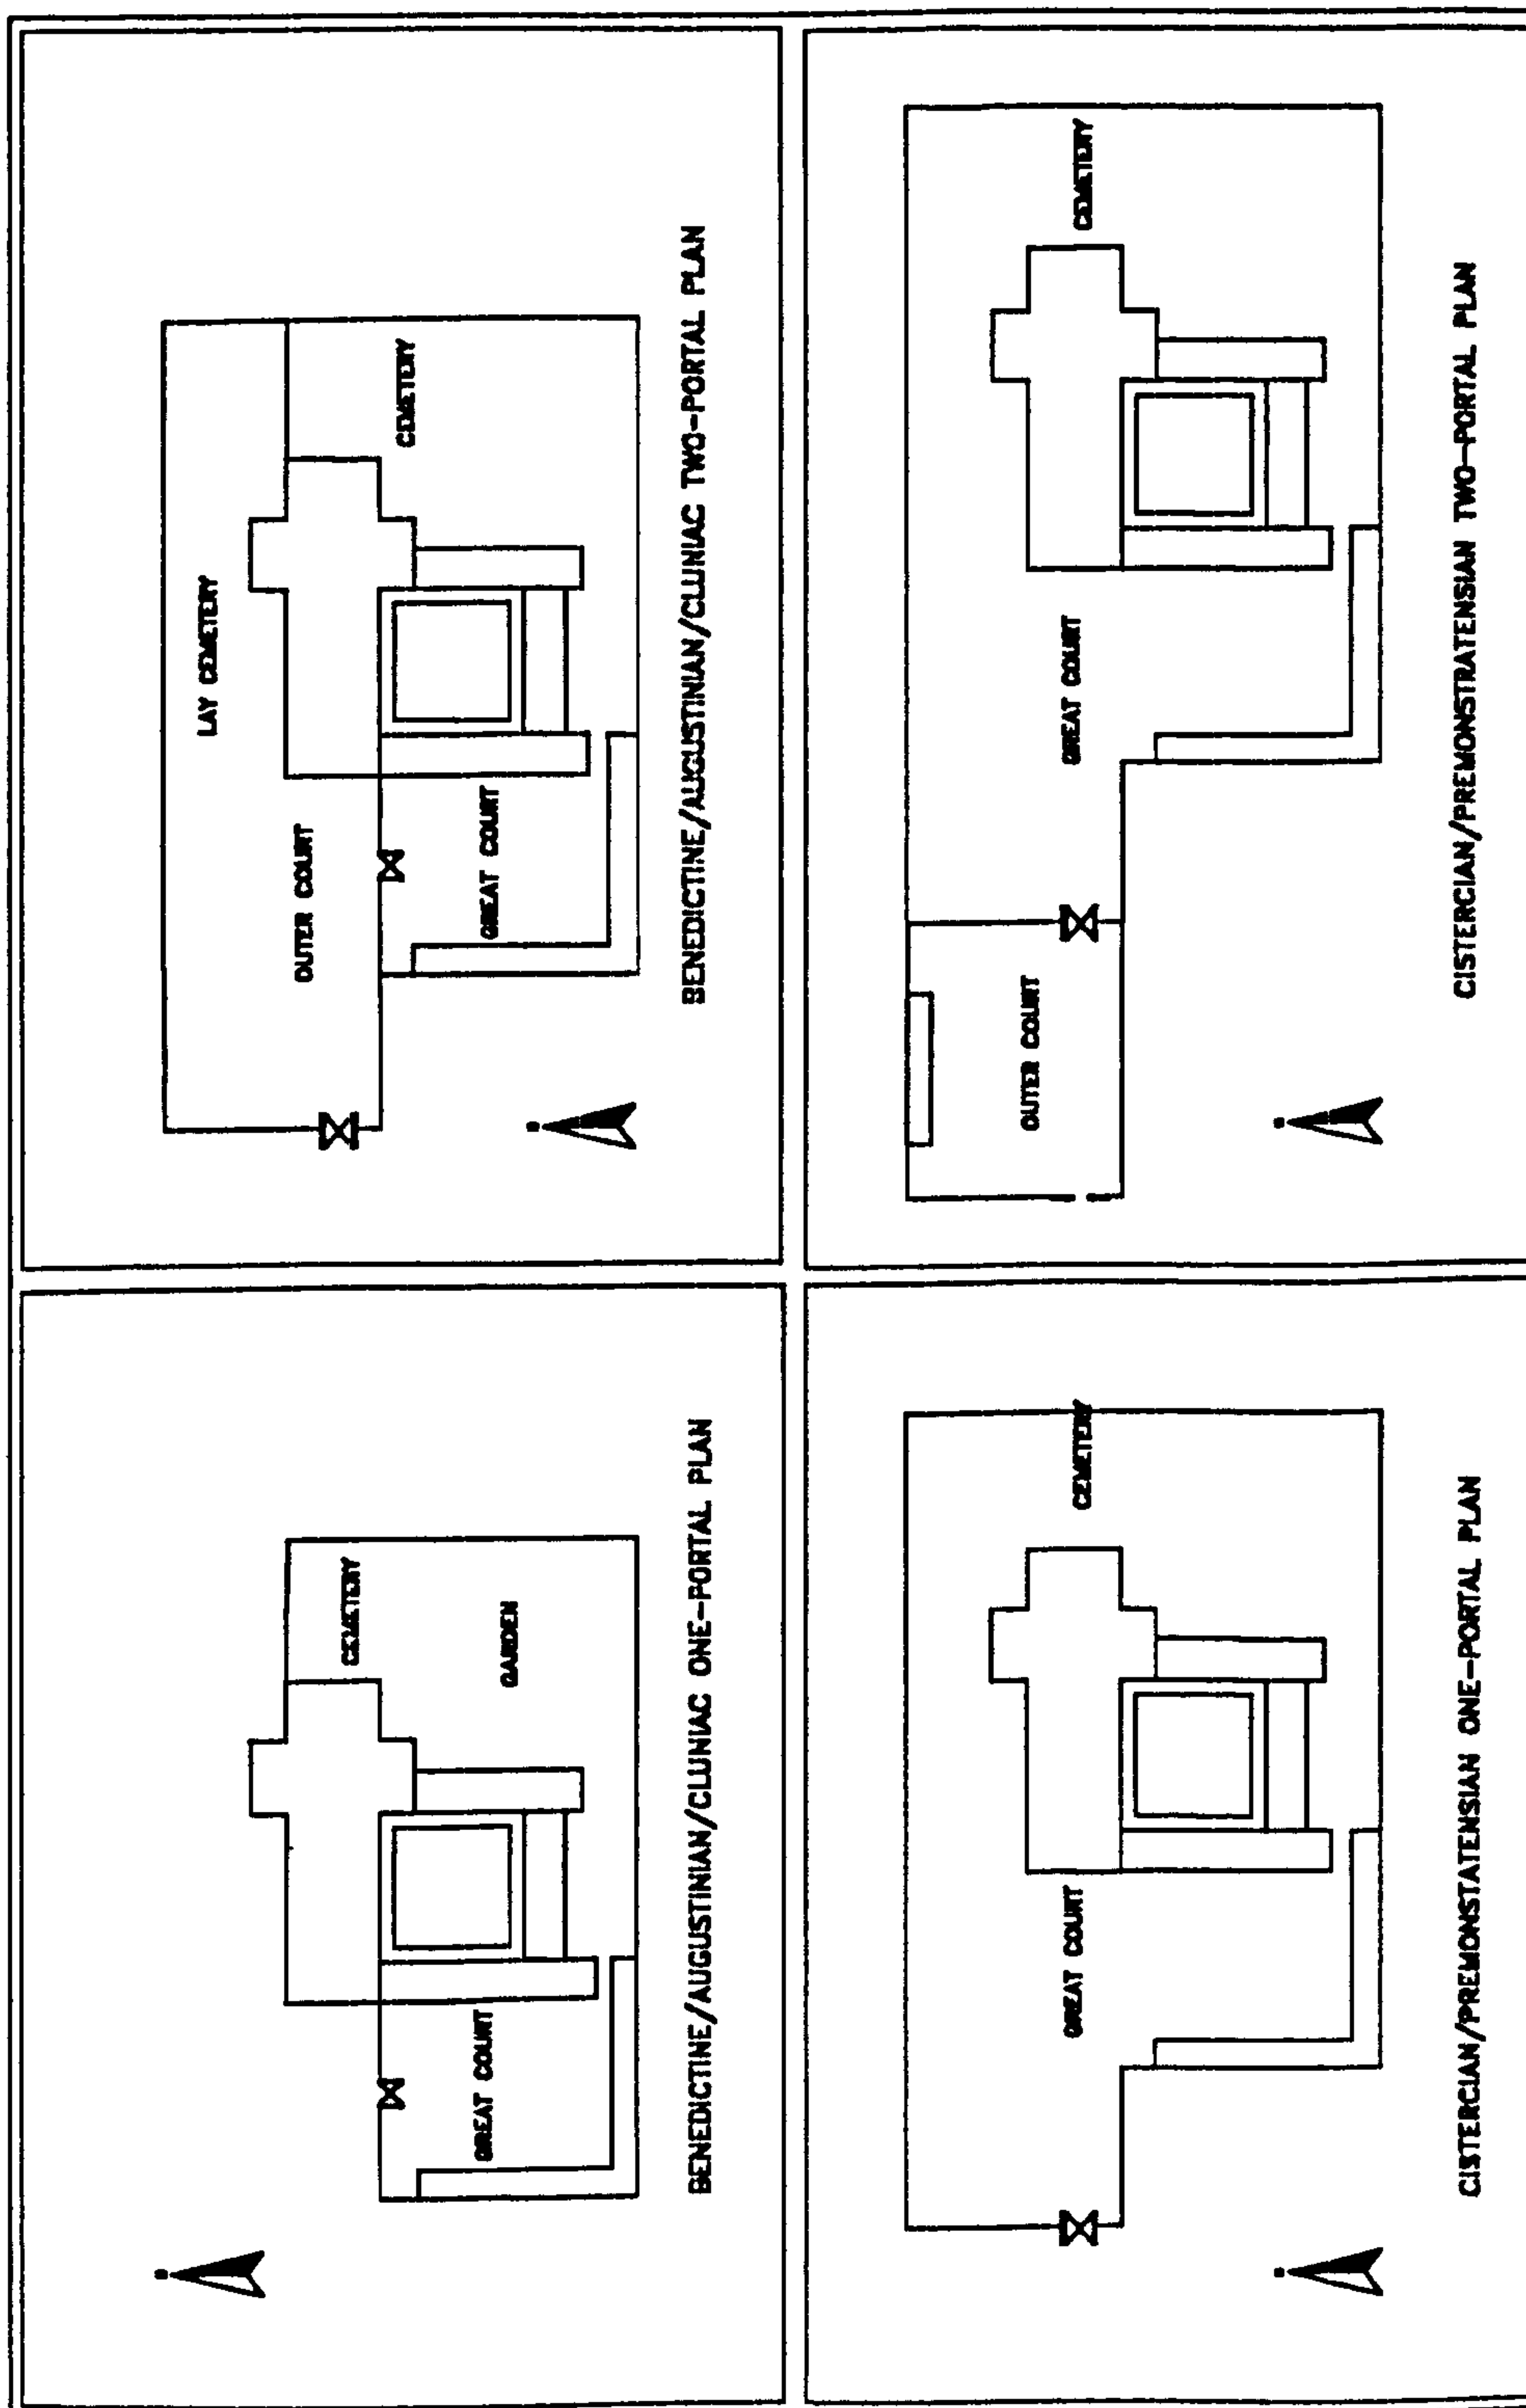 CEMETERY
GREAT COURT
GARDEN
BENEDICTINE/AUGUSTINIAN/CLUNIAC ONE-PORTAL PLAN
LAY CEMETERY
OUTER COURT
CEMETERY
GREAT COURT
BENEDICTINE/AUGUSTINIAN/CLUNIAC TWO-PORTAL PLAN
GREAT COURT
CEMETERY
CISTERCIAN/PREMONSTATENSIAN ONE-PORTAL PLAN
OUTER COURT
GREAT COURT
CEMETERY
CISTERCIAN/PREMONSTRATENSIAN TWO-PORTAL PLAN